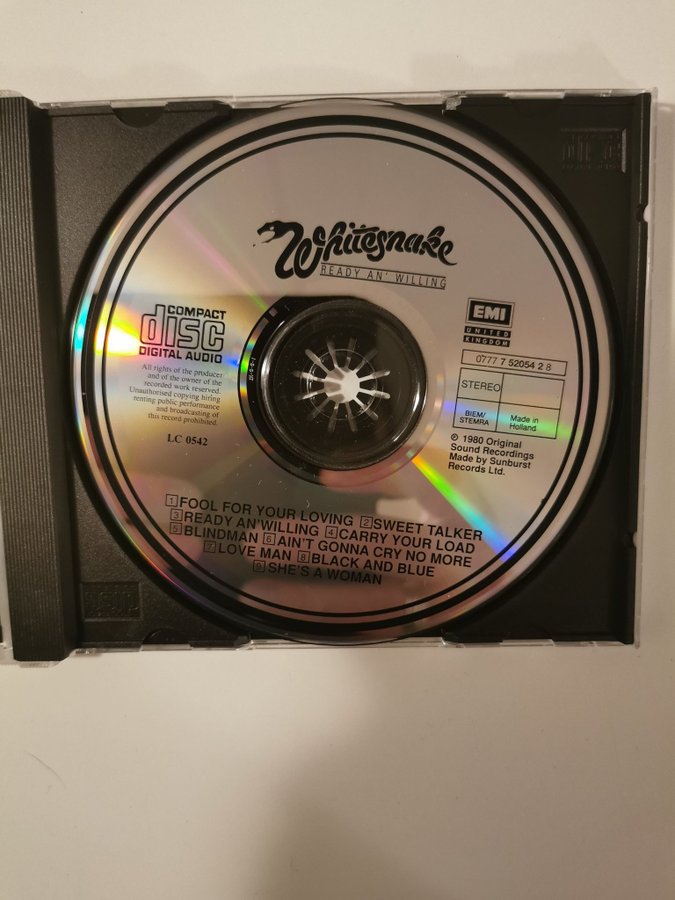 Whitesnake
READY AN' WILLING
COMPACT
disc
DIGITAL AUDIO
All rights of the producer
and of the owner of the
recorded work reserved.
Unauthorised copying hiring
renting public performance
and broadcasting of
this record prohibited.
LC 0542
EMI
UNITED
KINGDOM
0777 7 52054 2 8
STEREO
BIEM/
STEMRA
Made in
Holland
℗ 1980 Original
Sound Recordings
Made by Sunburst
Records Ltd.
1 FOOL FOR YOUR LOVING 2 SWEET TALKER
3 READY AN' WILLING 4 CARRY YOUR LOAD
5 BLINDMAN 6 AIN'T GONNA CRY NO MORE
7 LOVE MAN 8 BLACK AND BLUE
9 SHE'S A WOMAN